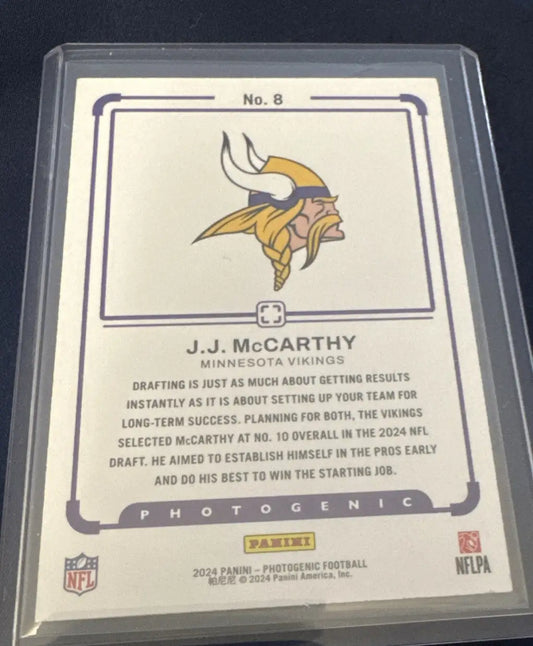 No. 8
J.J. McCARTHY
MINNESOTA VIKINGS
DRAFTING IS JUST AS MUCH ABOUT GETTING RESULTS
INSTANTLY AS IT IS ABOUT SETTING UP YOUR TEAM FOR
LONG-TERM SUCCESS. PLANNING FOR BOTH, THE VIKINGS
SELECTED McCARTHY AT NO. 10 OVERALL IN THE 2024 NFL
DRAFT. HE AIMED TO ESTABLISH HIMSELF IN THE PROS EARLY
AND DO HIS BEST TO WIN THE STARTING JOB.
PHOTOGENIC
PANINI
NFL
2024 PANINI – PHOTOGENIC FOOTBALL
帕尼尼 © 2024 Panini America, Inc.
NFLPA